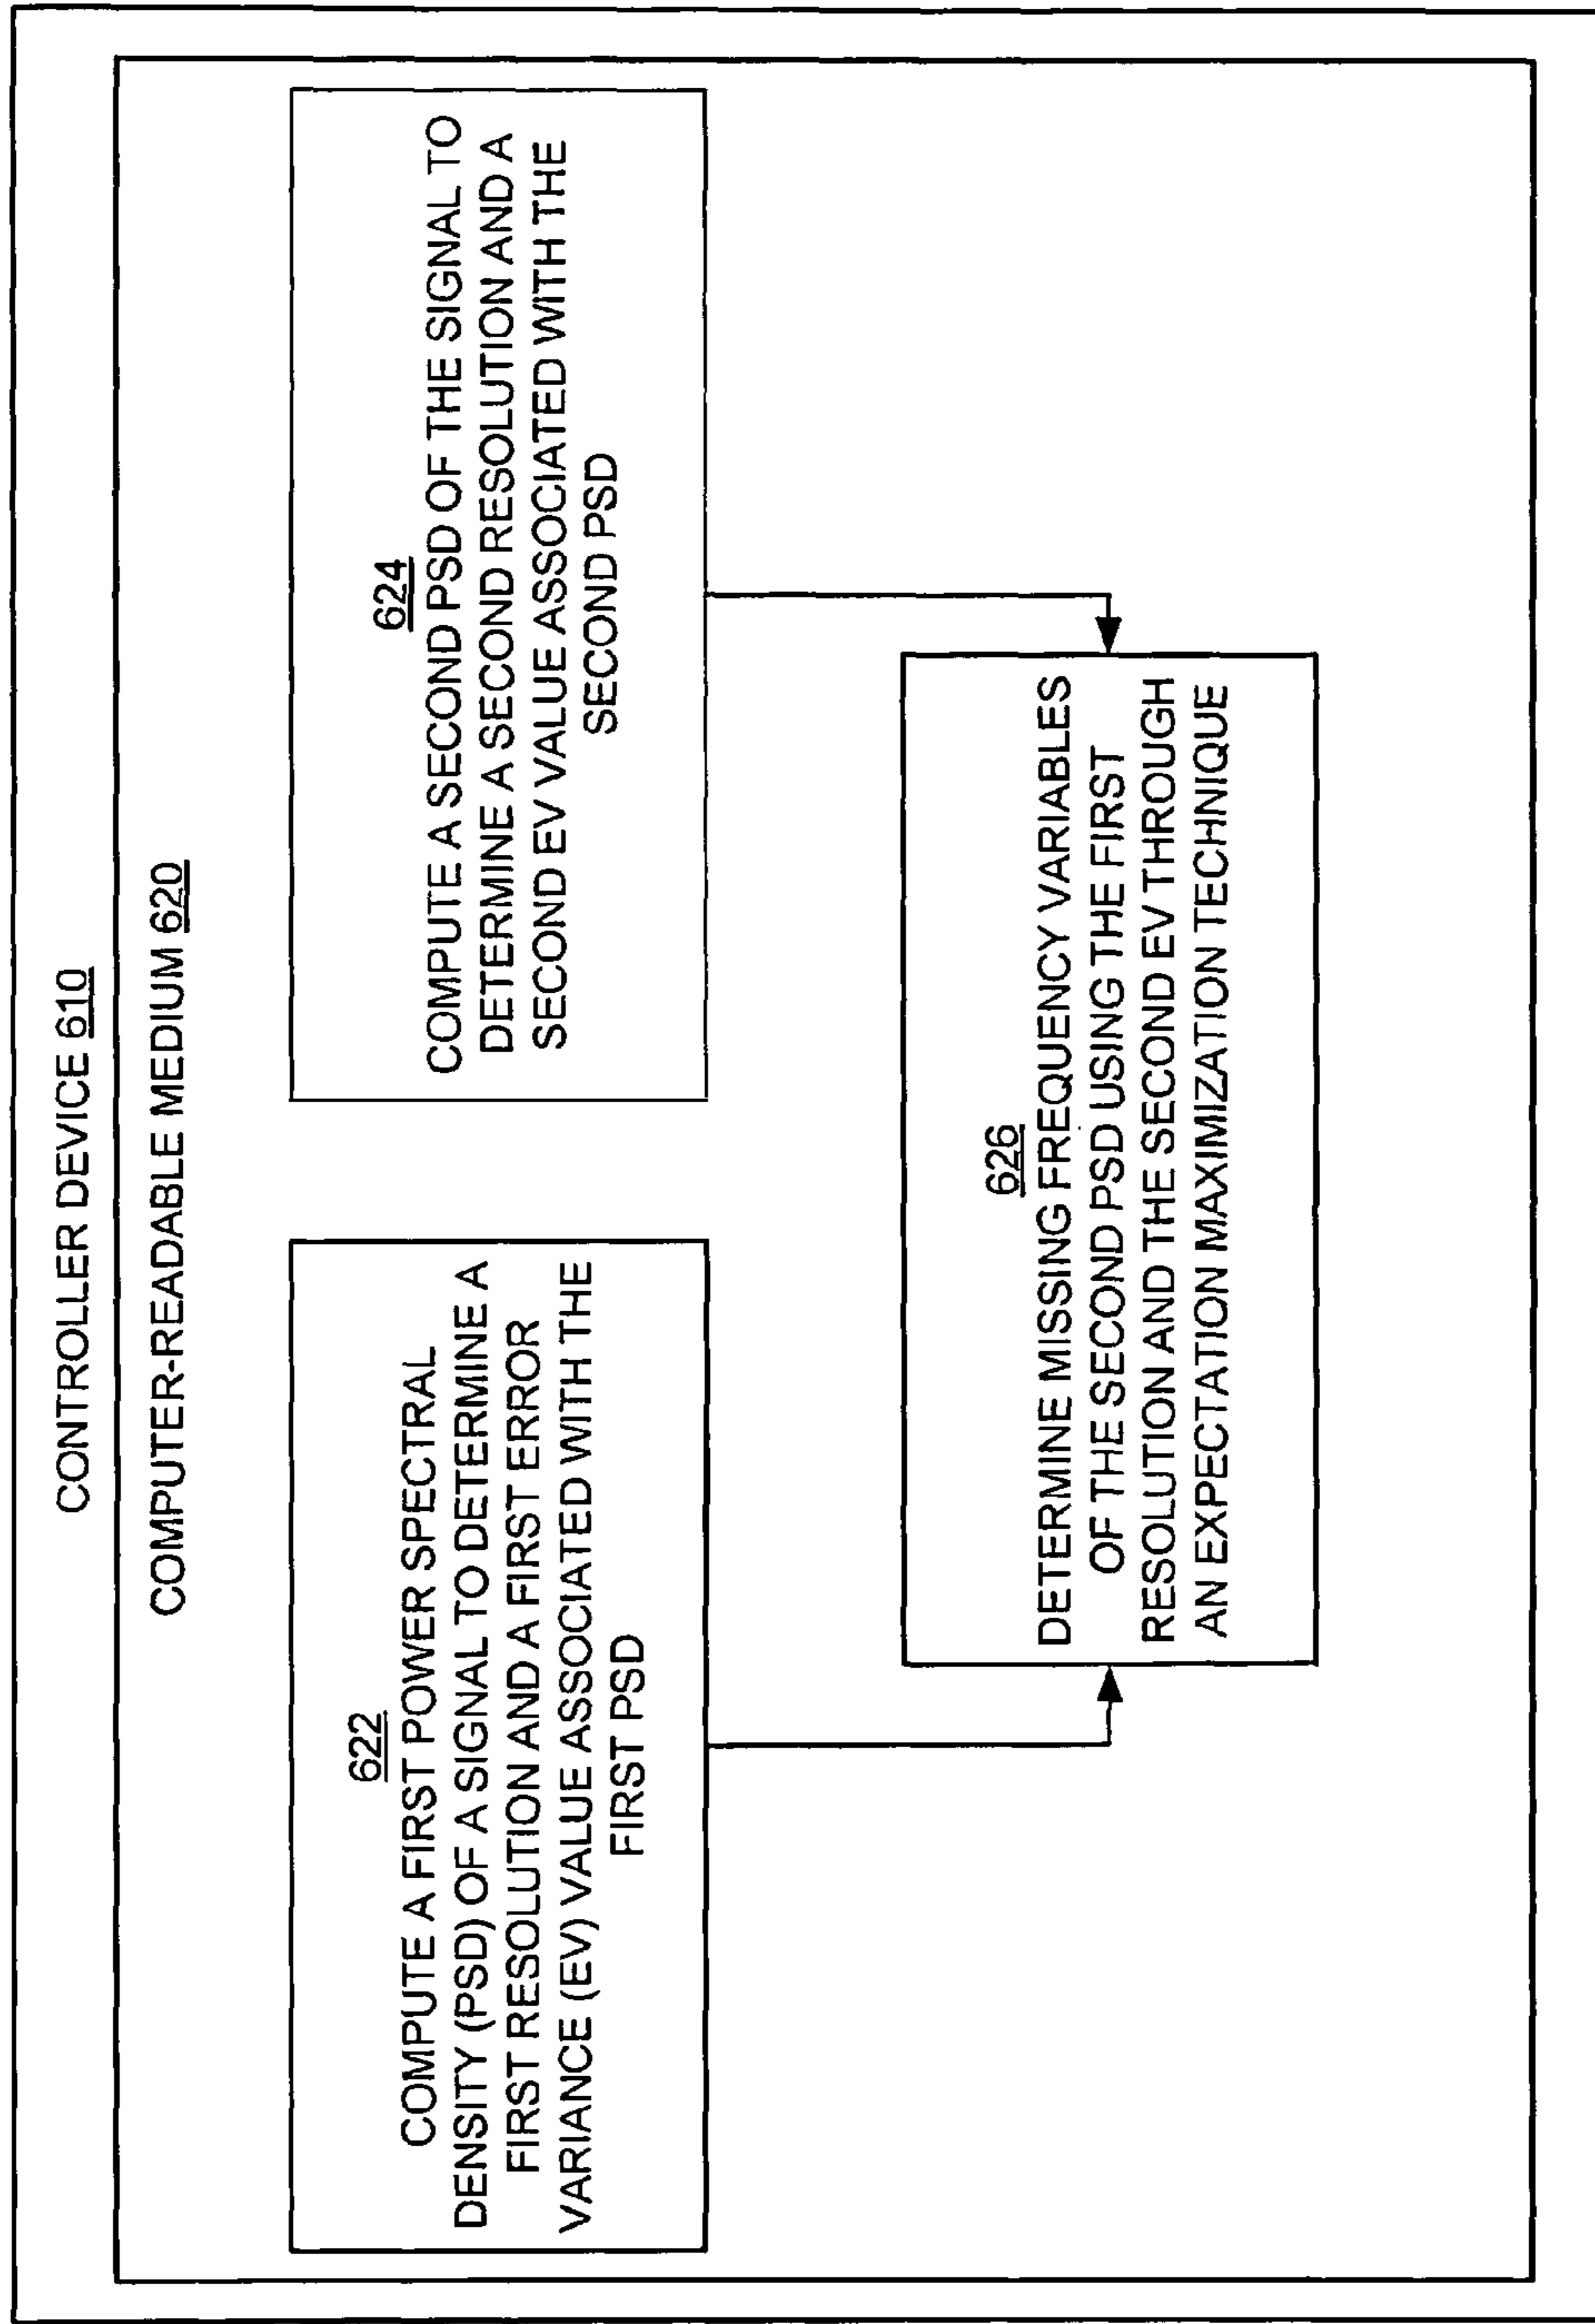 CONTROLLER DEVICE 610
COMPUTER-READABLE MEDIUM 620
622
COMPUTE A FIRST POWER SPECTRAL
DENSITY (PSD) OF A SIGNAL TO DETERMINE A
FIRST RESOLUTION AND A FIRST ERROR
VARIANCE (EV) VALUE ASSOCIATED WITH THE
FIRST PSD
624
COMPUTE A SECOND PSD OF THE SIGNAL TO
DETERMINE A SECOND RESOLUTION AND A
SECOND EV VALUE ASSOCIATED WITH THE
SECOND PSD
626
DETERMINE MISSING FREQUENCY VARIABLES
OF THE SECOND PSD USING THE FIRST
RESOLUTION AND THE SECOND EV THROUGH
AN EXPECTATION MAXIMIZATION TECHNIQUE